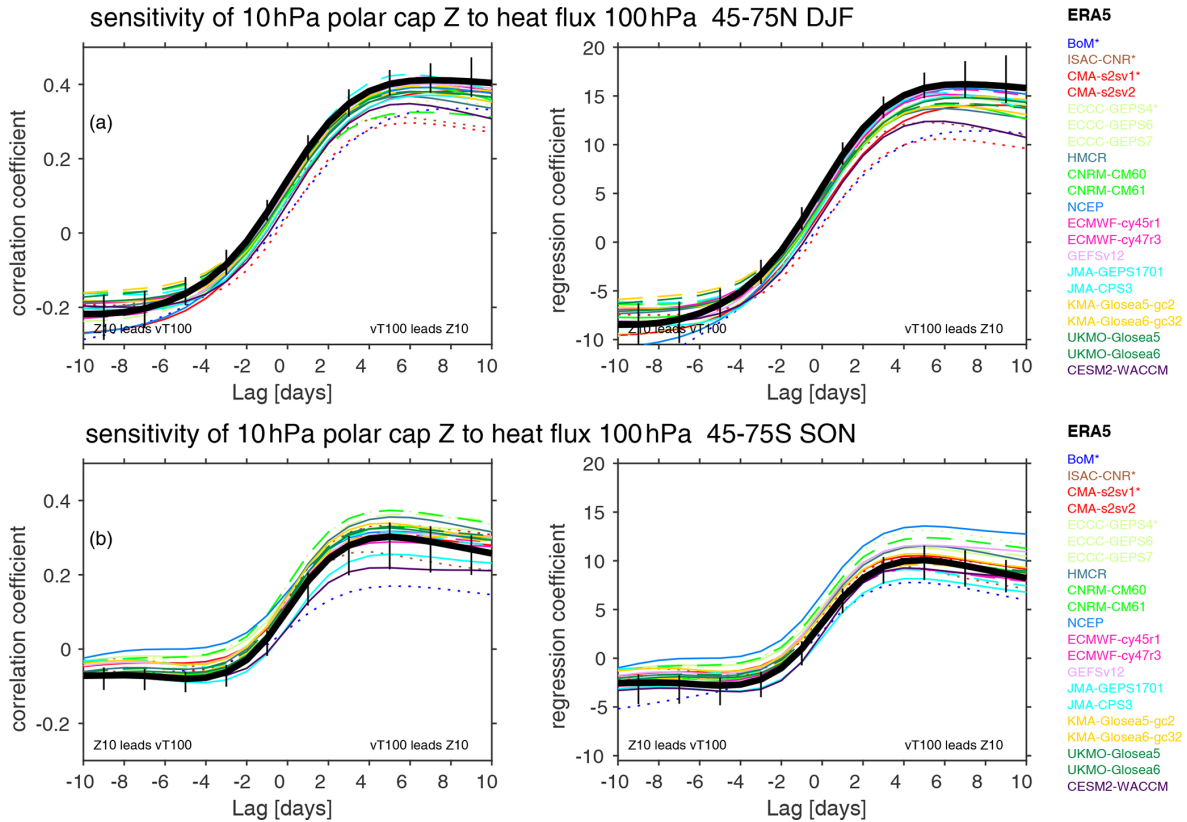 sensitivity of 10hPa polar cap Z to heat flux 100hPa 45-75N DJF
ERA5
BoM*
ISAC-CNR*
CMA-s2sv1*
CMA-s2sv2
ECCC-GEPS4*
ECCC-GEPS6
ECCC-GEPS7
HMCR
CNRM-CM60
CNRM-CM61
NCEP
ECMWF-cy45r1
ECMWF-cy47r3
GEFSv12
JMA-GEPS1701
JMA-CPS3
KMA-Glosea5-gc2
KMA-Glosea6-gc32
UKMO-Glosea5
UKMO-Glosea6
CESM2-WACCM
(a)
correlation coefficient
0.4
0.2
0
-0.2
Z10 leads vT100
vT100 leads Z10
-10 -8 -6 -4 -2 0 2 4 6 8 10
Lag [days]
regression coefficient
20
15
10
5
0
-5
-10
Z10 leads vT100
vT100 leads Z10
-10 -8 -6 -4 -2 0 2 4 6 8 10
Lag [days]
sensitivity of 10hPa polar cap Z to heat flux 100hPa 45-75S SON
ERA5
BoM*
ISAC-CNR*
CMA-s2sv1*
CMA-s2sv2
ECCC-GEPS4*
ECCC-GEPS6
ECCC-GEPS7
HMCR
CNRM-CM60
CNRM-CM61
NCEP
ECMWF-cy45r1
ECMWF-cy47r3
GEFSv12
JMA-GEPS1701
JMA-CPS3
KMA-Glosea5-gc2
KMA-Glosea6-gc32
UKMO-Glosea5
UKMO-Glosea6
CESM2-WACCM
(b)
correlation coefficient
0.4
0.2
0
-0.2
Z10 leads vT100
vT100 leads Z10
-10 -8 -6 -4 -2 0 2 4 6 8 10
Lag [days]
regression coefficient
20
15
10
5
0
-5
-10
Z10 leads vT100
vT100 leads Z10
-10 -8 -6 -4 -2 0 2 4 6 8 10
Lag [days]